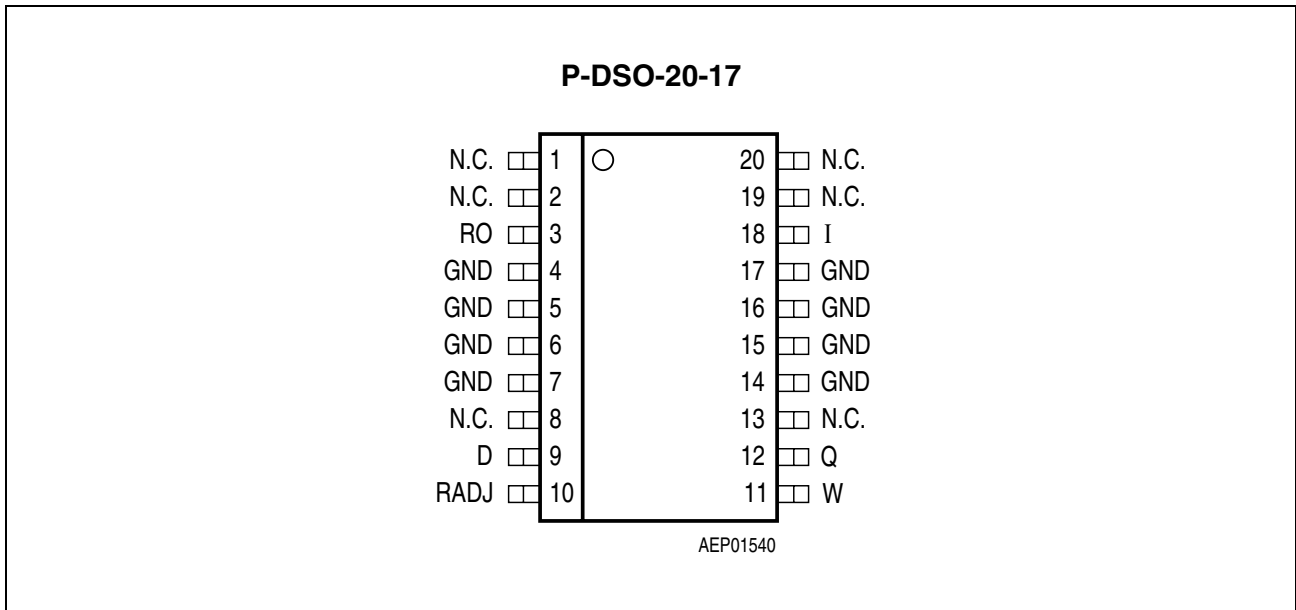 P-DSO-20-17
N.C. 1 20 N.C.
N.C. 2 19 N.C.
RO 3 18 I
GND 4 17 GND
GND 5 16 GND
GND 6 15 GND
GND 7 14 GND
N.C. 8 13 N.C.
D 9 12 Q
RADJ 10 11 W
AEP01540